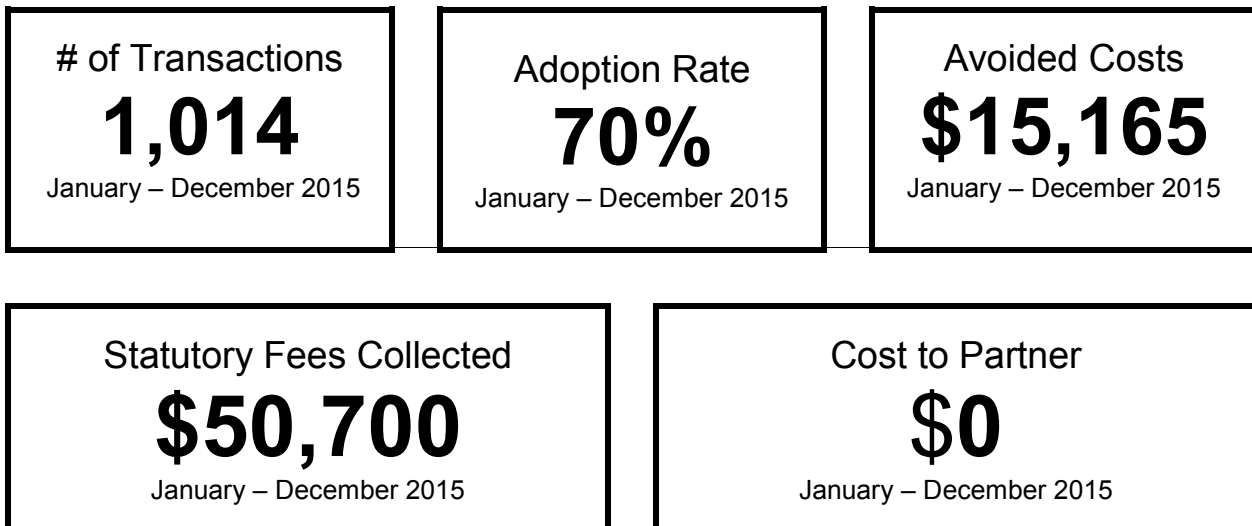 # of Transactions
1,014
January – December 2015
Adoption Rate
70%
January – December 2015
Avoided Costs
$15,165
January – December 2015
Statutory Fees Collected
$50,700
January – December 2015
Cost to Partner
$0
January – December 2015